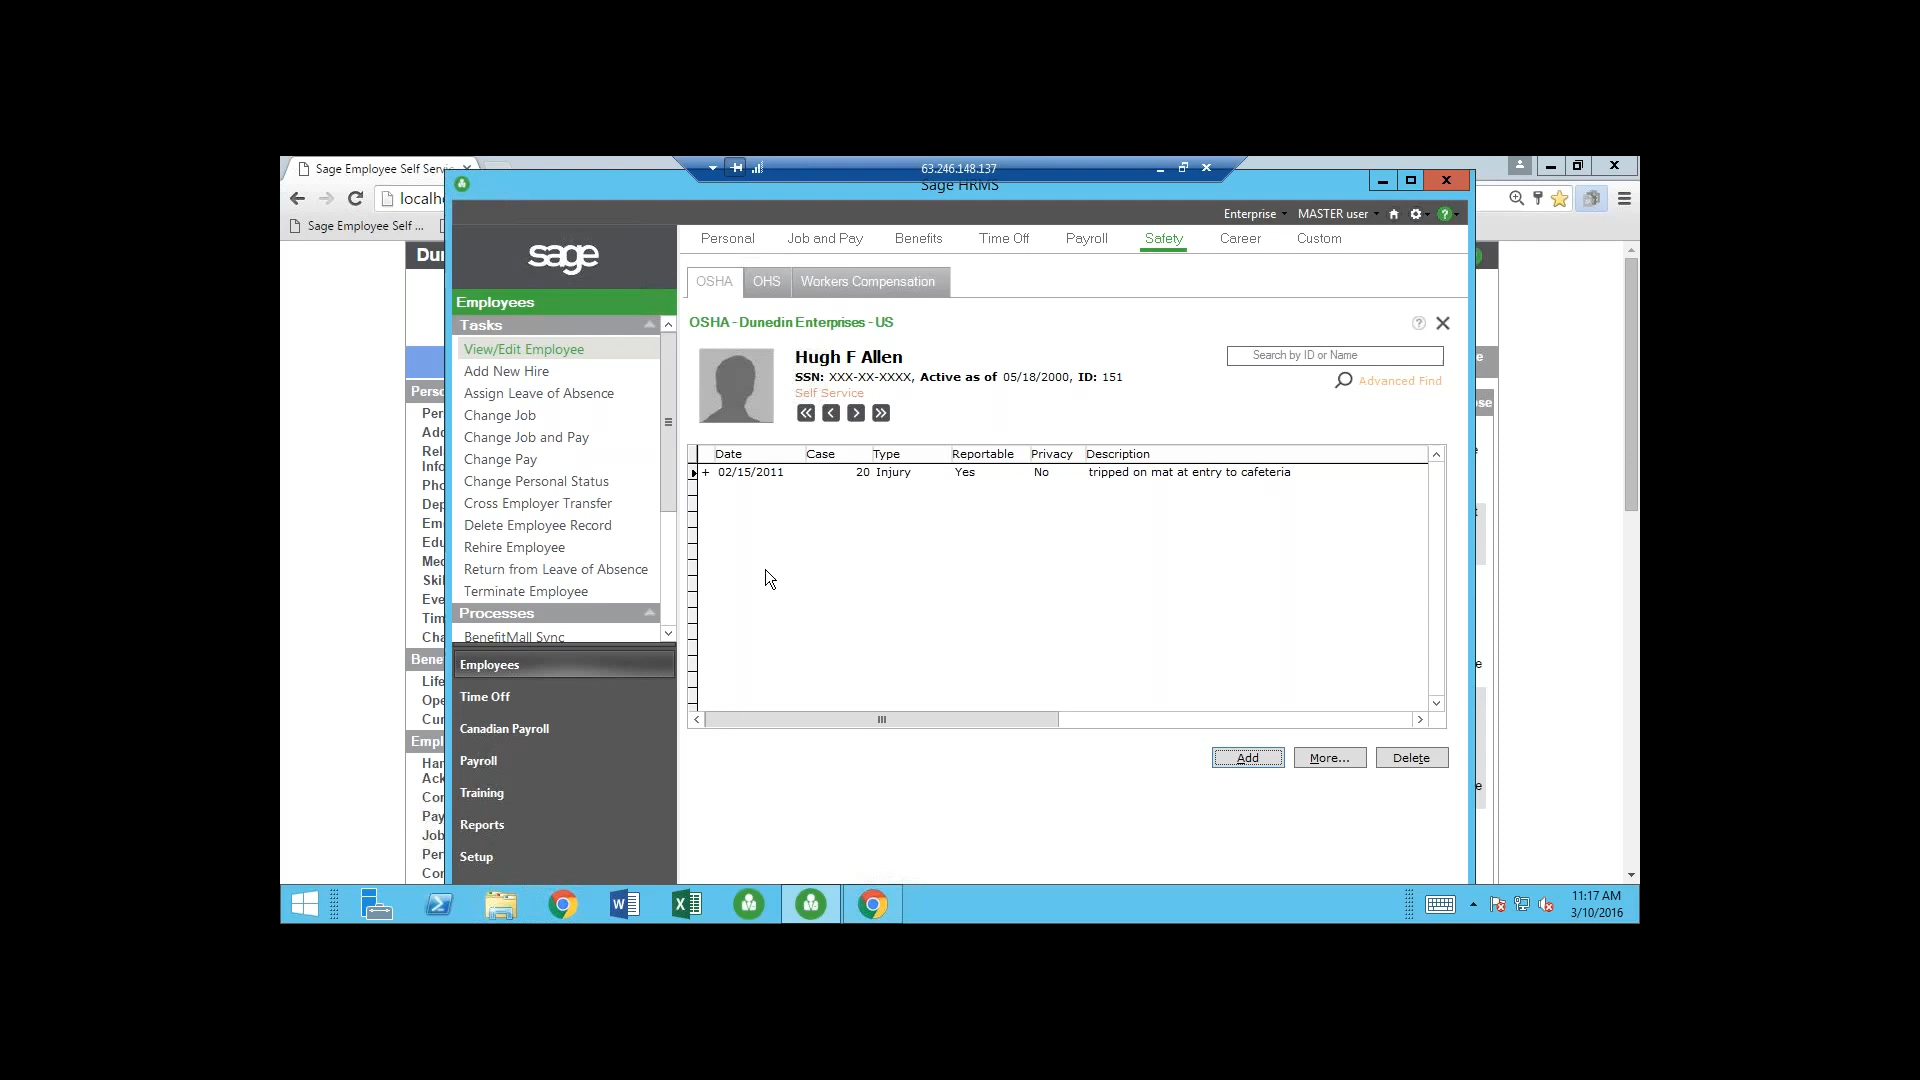 Sage Employee Self Servi
63.246.148.137
Sage HRMS
localh
Sage Employee Self ...
Enterprise MASTER user
sage
Personal Job and Pay Benefits Time Off Payroll Safety Career Custom
OSHA OHS Workers Compensation
Employees
Tasks
View/Edit Employee
Add New Hire
Assign Leave of Absence
Change Job
Change Job and Pay
Change Pay
Change Personal Status
Cross Employer Transfer
Delete Employee Record
Rehire Employee
Return from Leave of Absence
Terminate Employee
Processes
BenefitMall Sync
Employees
Time Off
Canadian Payroll
Payroll
Training
Reports
Setup
OSHA - Dunedin Enterprises - US
Hugh F Allen
SSN: XXX-XX-XXXX, Active as of 05/18/2000, ID: 151
Self Service
Search by ID or Name
Advanced Find
Date Case Type Reportable Privacy Description
+ 02/15/2011 20 Injury Yes No tripped on mat at entry to cafeteria
Add More... Delete
11:17 AM
3/10/2016